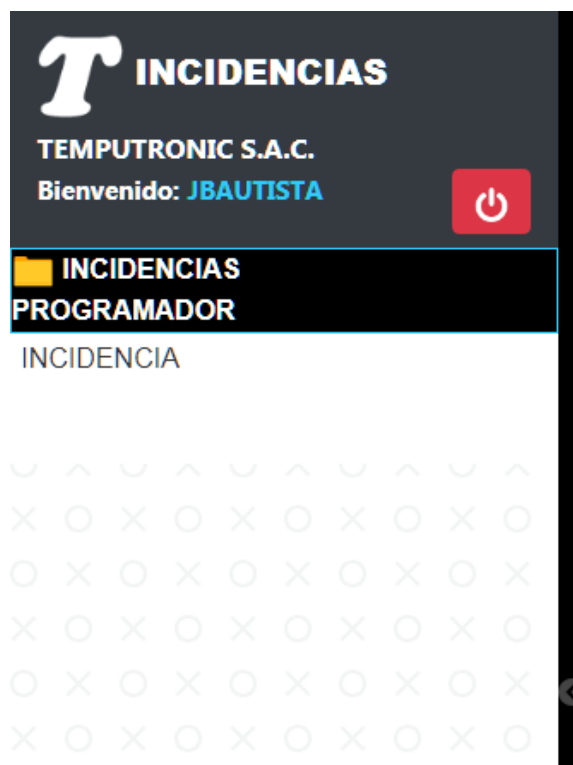 T INCIDENCIAS
TEMPUTRONIC S.A.C.
Bienvenido: JBAUTISTA
INCIDENCIAS
PROGRAMADOR
INCIDENCIA